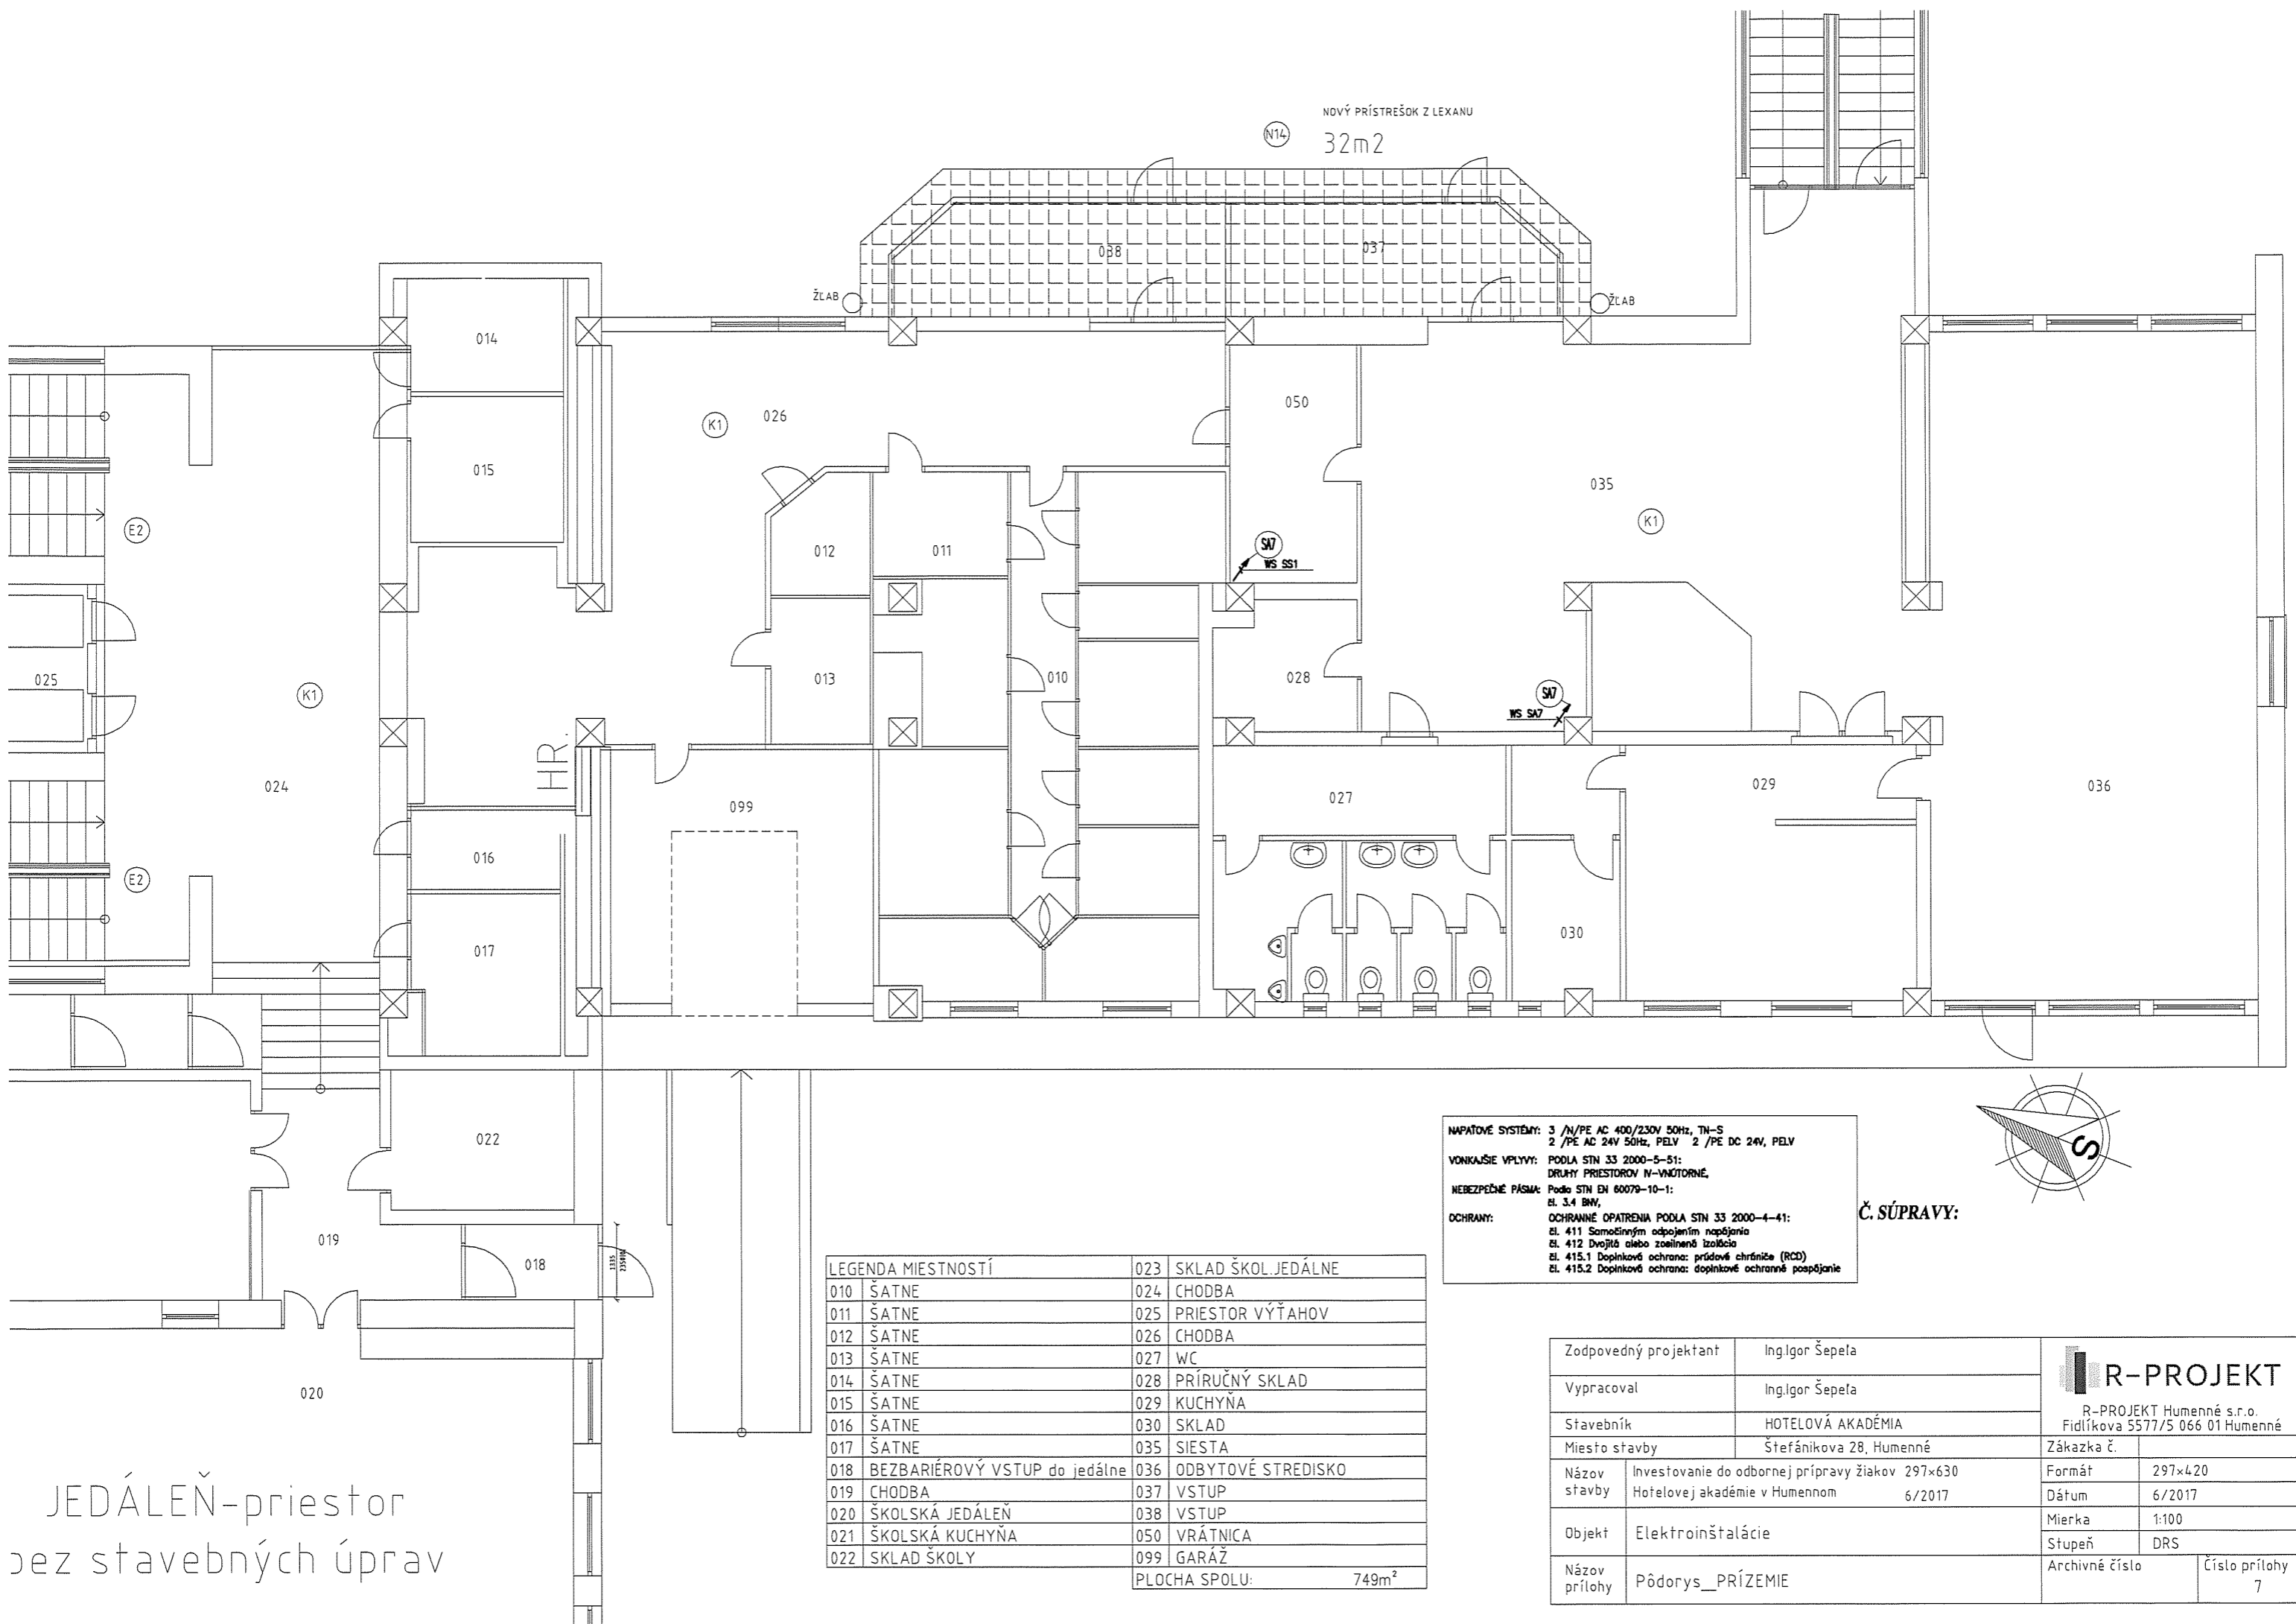 NOVÝ PRÍSTREŠOK Z LEXANU
N14
32m2
038
037
ŽĽAB
ŽĽAB
014
026
K1
050
015
035
K1
E2
012
011
SA7
WS SS1
025
K1
013
010
028
SA7
WS SA7
HR.
024
099
027
029
036
016
E2
017
030
022
019
018
1335
020
JEDÁLEŇ-priestor
bez stavebných úprav
NAPAŤOVÉ SYSTÉMY: 3 /N/PE AC 400/230V 50Hz, TN-S
2 /PE AC 24V 50Hz, PELV 2 /PE DC 24V, PELV
VONKAJŠIE VPLYVY: PODLA STN 33 2000-5-51:
DRUHY PRIESTOROV IV-VNÚTORNÉ,
NEBEZPEČNÉ PÁSMA: Podla STN EN 60079-10-1:
čl. 3.4 BNV,
OCHRANY: OCHRANNÉ OPATRENIA PODLA STN 33 2000-4-41:
čl. 411 Samočinným odpojením napájania
čl. 412 Dvojitá alebo zosilnená izolácia
čl. 415.1 Doplnková ochrana: prúdové chrániče (RCD)
čl. 415.2 Doplnková ochrana: doplnkové ochranné pospájanie
S
Č. SÚPRAVY:
LEGENDA MIESTNOSTÍ 023 SKLAD ŠKOL.JEDÁLNE
010 ŠATNE 024 CHODBA
011 ŠATNE 025 PRIESTOR VÝŤAHOV
012 ŠATNE 026 CHODBA
013 ŠATNE 027 WC
014 ŠATNE 028 PRÍRUČNÝ SKLAD
015 ŠATNE 029 KUCHYŇA
016 ŠATNE 030 SKLAD
017 ŠATNE 035 SIESTA
018 BEZBARIÉROVÝ VSTUP do jedálne 036 ODBYTOVÉ STREDISKO
019 CHODBA 037 VSTUP
020 ŠKOLSKÁ JEDÁLEŇ 038 VSTUP
021 ŠKOLSKÁ KUCHYŇA 050 VRÁTNICA
022 SKLAD ŠKOLY 099 GARÁŽ
PLOCHA SPOLU: 749m²
Zodpovedný projektant Ing.Igor Šepeľa
Vypracoval Ing.Igor Šepeľa
Stavebník HOTELOVÁ AKADÉMIA
Miesto stavby Štefánikova 28, Humenné
R-PROJEKT
R-PROJEKT Humenné s.r.o.
Fidlíkova 5577/5 066 01 Humenné
Zákazka č.
Názov stavby Investovanie do odbornej prípravy žiakov 297×630
Hotelovej akadémie v Humennom 6/2017
Formát 297×420
Dátum 6/2017
Objekt Elektroinštalácie
Mierka 1:100
Stupeň DRS
Názov prílohy Pôdorys__PRÍZEMIE
Archivné číslo
Číslo prílohy
7